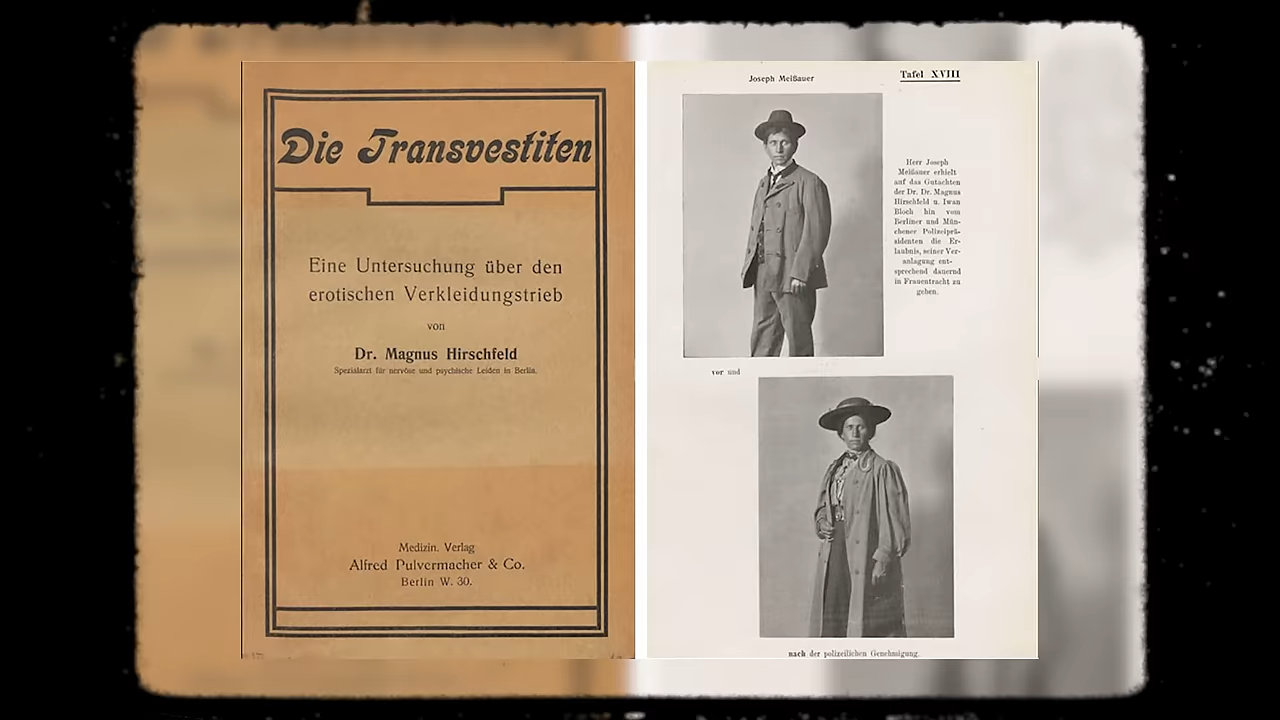 Die Transvestiten
Eine Untersuchung über den
erotischen Verkleidungstrieb
von
Dr. Magnus Hirschfeld
Spezialarzt für nervöse und psychische Leiden in Berlin.
Medizin. Verlag
Alfred Pulvermacher & Co.
Berlin W. 30.
Joseph Meißauer
Tafel XVIII
Herr Joseph
Meißauer erhielt
auf das Gutachten
der Dr. Dr. Magnus
Hirschfeld u. Iwan
Bloch hin vom
Berliner und Mün-
chener Polizeiprä-
sidenten die Er-
laubnis, seiner Ver-
anlagung ent-
sprechend dauernd
in Frauentracht zu
gehen.
vor und
nach der polizeilichen Genehmigung.